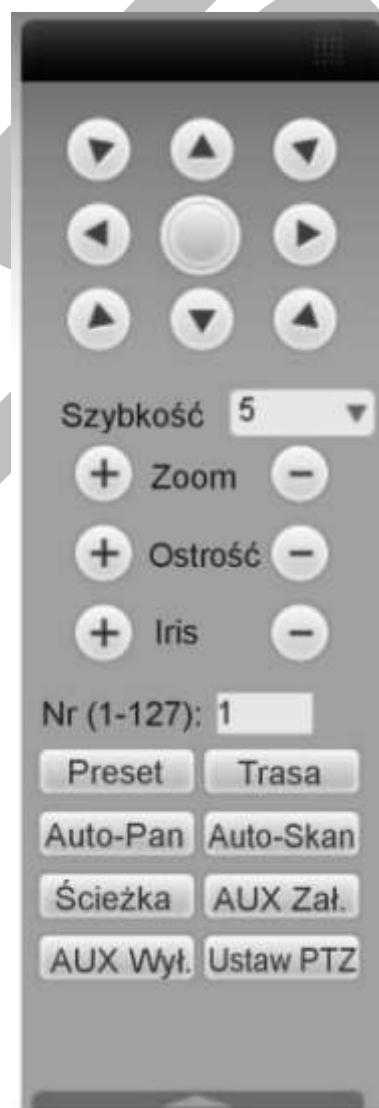 Szybkość 5
+ Zoom −
+ Ostrość −
+ Iris −
Nr (1-127): 1
Preset Trasa
Auto-Pan Auto-Skan
Ścieżka AUX Zał.
AUX Wył. Ustaw PTZ